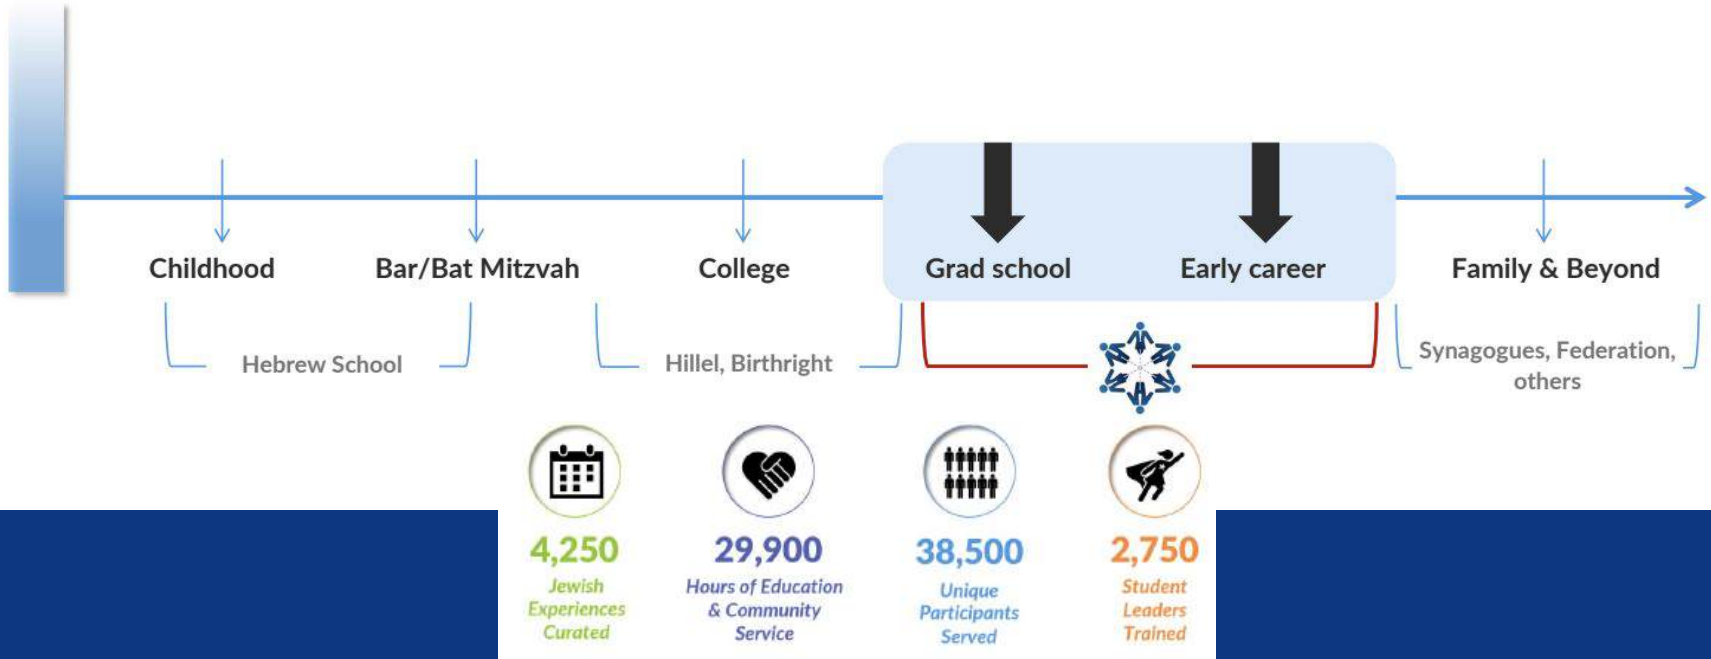 Childhood
Bar/Bat Mitzvah
College
Grad school
Early career
Family & Beyond
Hebrew School
Hillel, Birthright
Synagogues, Federation,
others
4,250
Jewish
Experiences
Curated
29,900
Hours of Education
& Community
Service
38,500
Unique
Participants
Served
2,750
Student
Leaders
Trained